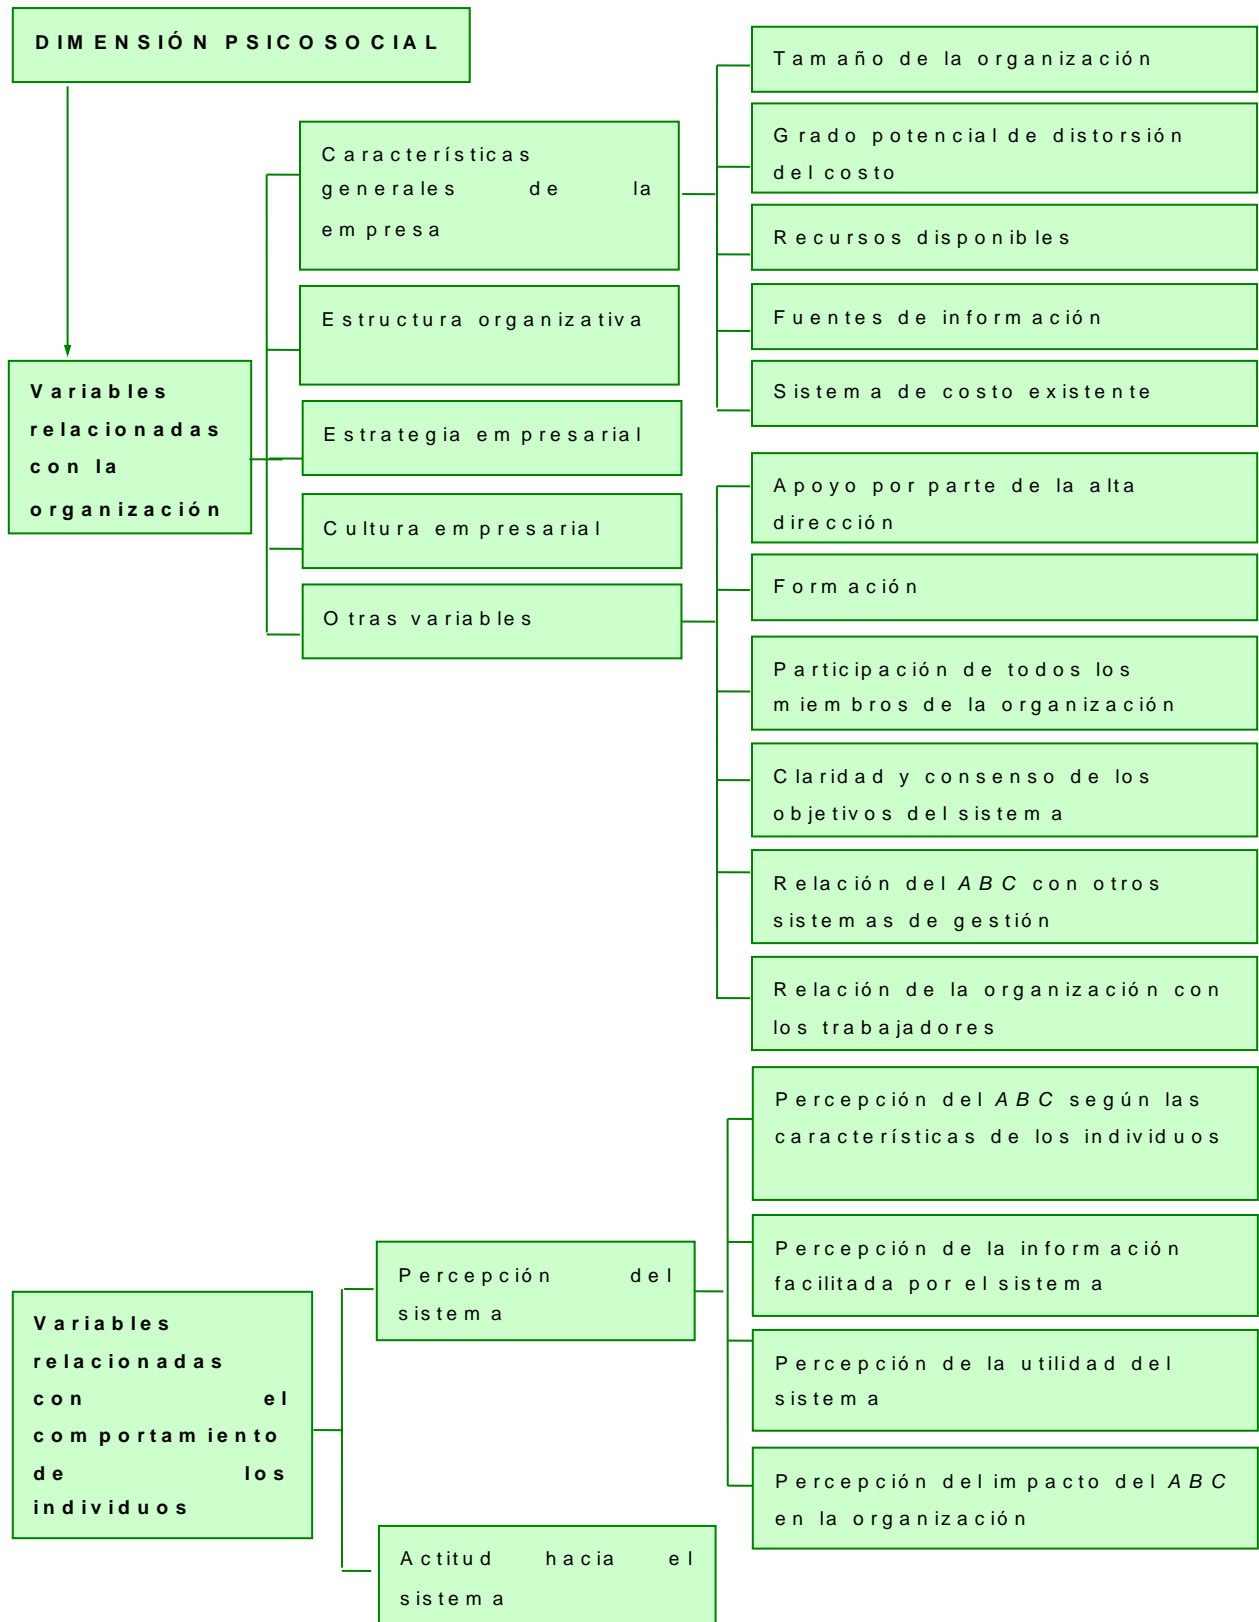 DIMENSIÓN PSICOSOCIAL
Variables
relacionadas
con la
organización
Características
generales de la
empresa
Estructura organizativa
Estrategia empresarial
Cultura empresarial
Otras variables
Tamaño de la organización
Grado potencial de distorsión
del costo
Recursos disponibles
Fuentes de información
Sistema de costo existente
Apoyo por parte de la alta
dirección
Formación
Participación de todos los
miembros de la organización
Claridad y consenso de los
objetivos del sistema
Relación del ABC con otros
sistemas de gestión
Relación de la organización con
los trabajadores
Variables
relacionadas
con el
comportamiento
de los
individuos
Percepción del
sistema
Actitud hacia el
sistema
Percepción del ABC según las
características de los individuos
Percepción de la información
facilitada por el sistema
Percepción de la utilidad del
sistema
Percepción del impacto del ABC
en la organización